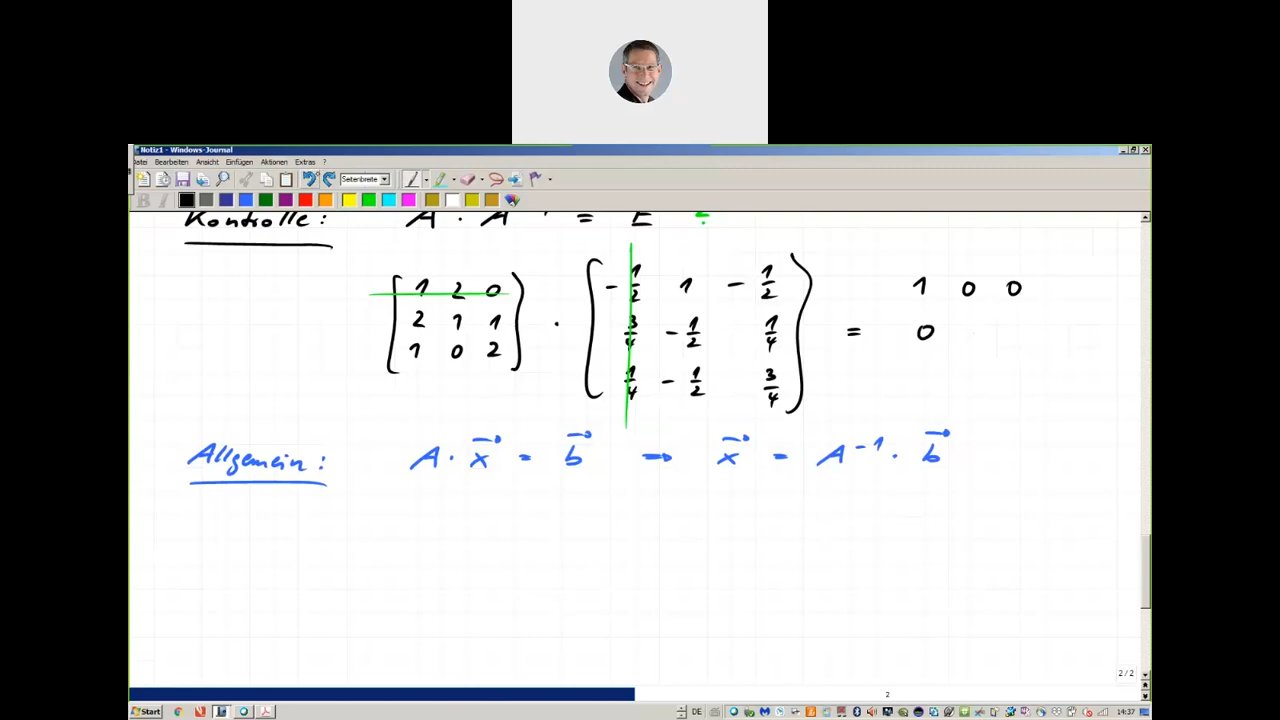 Notiz1 - Windows-Journal
Datei Bearbeiten Ansicht Einfügen Aktionen Extras ?
Seitenbreite
B I
Kontrolle: A · A = E ?
1 2 0
2 1 1
1 0 2
·
- 1/2 1 - 1/2
3/4 - 1/2 1/4
1/4 - 1/2 3/4
=
1 0 0
0
Allgemein: A · x⃗ = b⃗ ⇒ x⃗ = A⁻¹ · b⃗
2 / 2
2
Start
DE
14:37